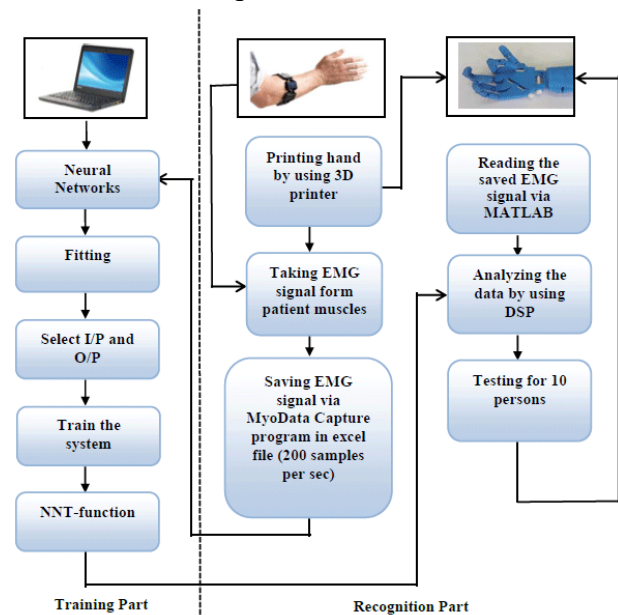 Neural
Networks
Fitting
Select I/P and
O/P
Train the
system
NNT-function
Training Part
Printing hand
by using 3D
printer
Taking EMG
signal form
patient muscles
Saving EMG
signal via
MyoData Capture
program in excel
file (200 samples
per sec)
Reading the
saved EMG
signal via
MATLAB
Analyzing the
data by using
DSP
Testing for 10
persons
Recognition Part